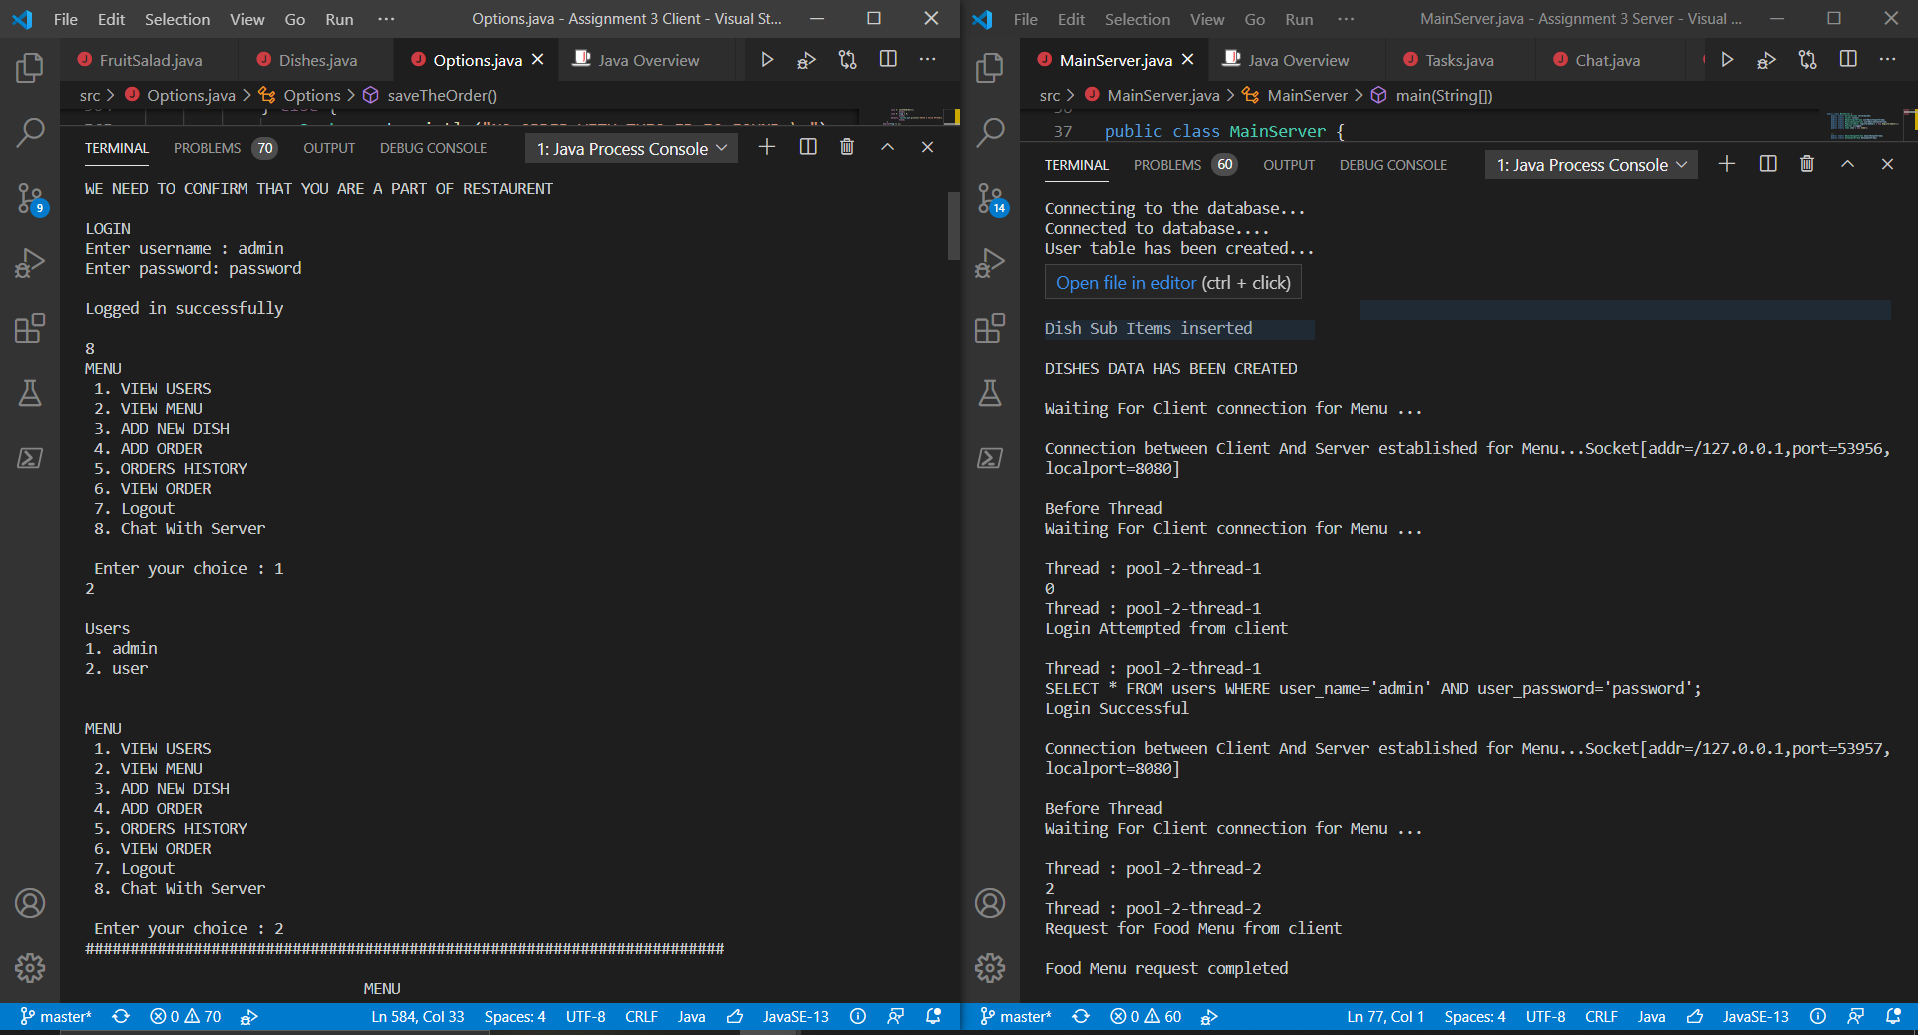 File Edit Selection View Go Run ··· Options.java - Assignment 3 Client - Visual St...
FruitSalad.java Dishes.java Options.java Java Overview
src > Options.java > Options > saveTheOrder()
TERMINAL PROBLEMS 70 OUTPUT DEBUG CONSOLE 1: Java Process Console
WE NEED TO CONFIRM THAT YOU ARE A PART OF RESTAURENT
LOGIN
Enter username : admin
Enter password: password
Logged in successfully
8
MENU
1. VIEW USERS
2. VIEW MENU
3. ADD NEW DISH
4. ADD ORDER
5. ORDERS HISTORY
6. VIEW ORDER
7. Logout
8. Chat With Server
Enter your choice : 1
2
Users
1. admin
2. user
MENU
1. VIEW USERS
2. VIEW MENU
3. ADD NEW DISH
4. ADD ORDER
5. ORDERS HISTORY
6. VIEW ORDER
7. Logout
8. Chat With Server
Enter your choice : 2
#######################################################################
MENU
9
master* 0 70 Ln 584, Col 33 Spaces: 4 UTF-8 CRLF Java JavaSE-13
File Edit Selection View Go Run ··· MainServer.java - Assignment 3 Server - Visual ...
MainServer.java Java Overview Tasks.java Chat.java
src > MainServer.java > MainServer > main(String[])
37 public class MainServer {
TERMINAL PROBLEMS 60 OUTPUT DEBUG CONSOLE 1: Java Process Console
Connecting to the database...
Connected to database....
User table has been created...
Open file in editor (ctrl + click)
Dish Sub Items inserted
DISHES DATA HAS BEEN CREATED
Waiting For Client connection for Menu ...
Connection between Client And Server established for Menu...Socket[addr=/127.0.0.1,port=53956,
localport=8080]
Before Thread
Waiting For Client connection for Menu ...
Thread : pool-2-thread-1
0
Thread : pool-2-thread-1
Login Attempted from client
Thread : pool-2-thread-1
SELECT * FROM users WHERE user_name='admin' AND user_password='password';
Login Successful
Connection between Client And Server established for Menu...Socket[addr=/127.0.0.1,port=53957,
localport=8080]
Before Thread
Waiting For Client connection for Menu ...
Thread : pool-2-thread-2
2
Thread : pool-2-thread-2
Request for Food Menu from client
Food Menu request completed
14
master* 0 60 Ln 77, Col 1 Spaces: 4 UTF-8 CRLF Java JavaSE-13